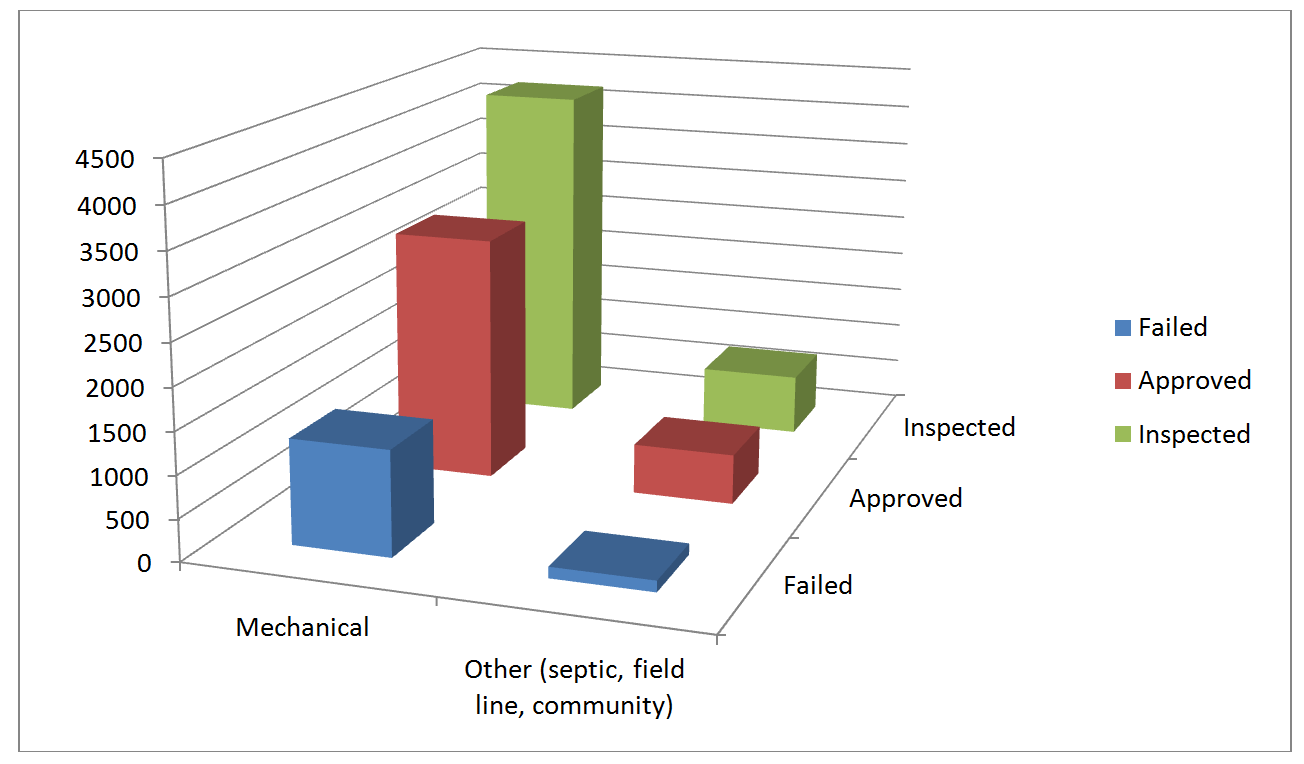 4500
4000
3500
3000
2500
2000
1500
1000
500
0
Mechanical
Other (septic, field
line, community)
Failed
Approved
Inspected
Failed
Approved
Inspected